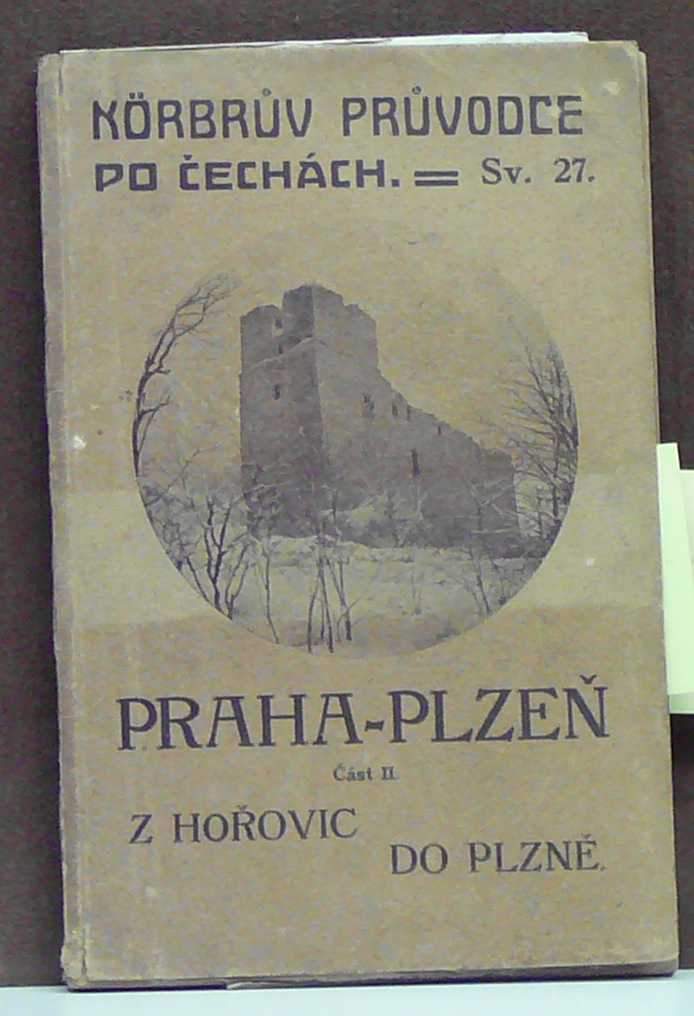 KÖRBRŮV PRŮVODCE
PO ČECHÁCH. = Sv. 27.
PRAHA-PLZEŇ
Část II.
Z HOŘOVIC
DO PLZNĚ.